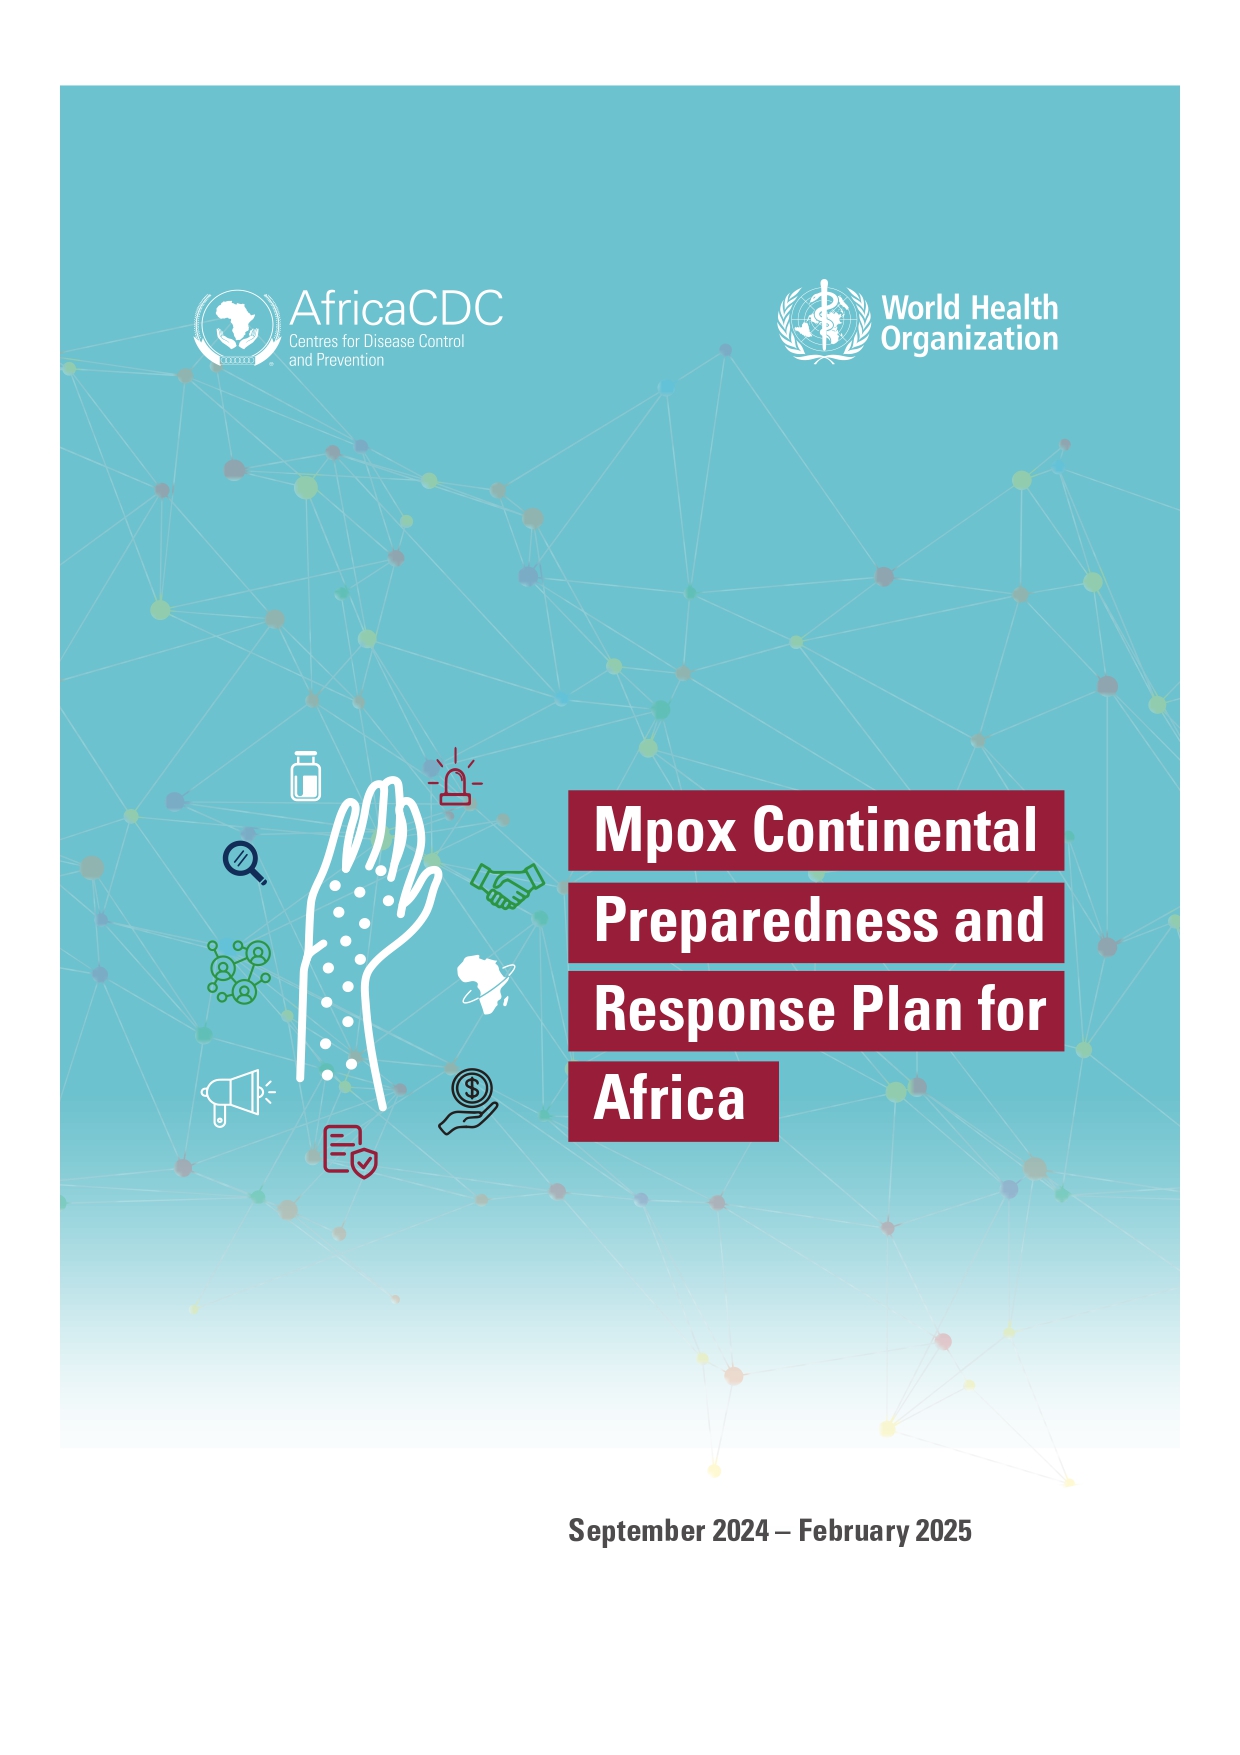 AfricaCDC
Centres for Disease Control
and Prevention
World Health
Organization
Mpox Continental
Preparedness and
Response Plan for
Africa
September 2024 – February 2025